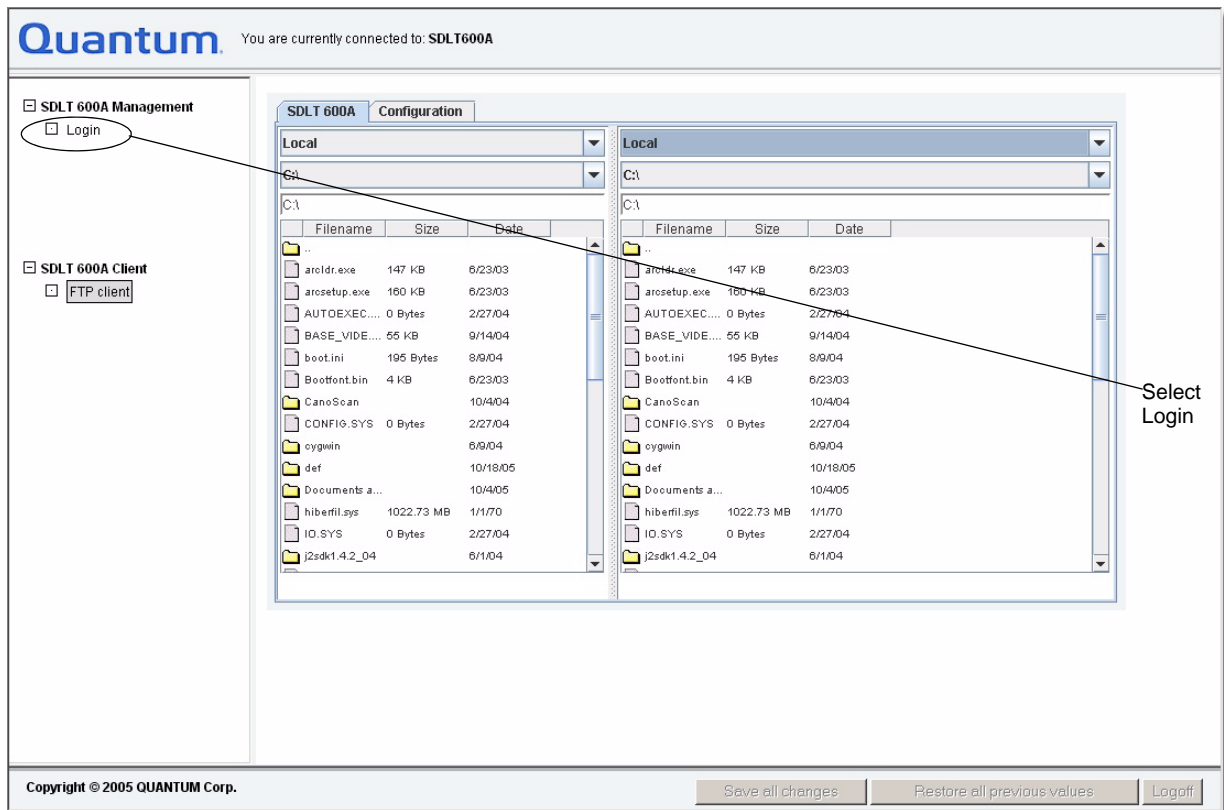 Quantum. You are currently connected to: SDLT600A
SDLT 600A Management
Login
SDLT 600A Client
FTP client
SDLT 600A Configuration
Local
C:\
C:\
Filename Size Date
..
arcldr.exe 147 KB 6/23/03
arcsetup.exe 160 KB 6/23/03
AUTOEXEC.... 0 Bytes 2/27/04
BASE_VIDE.... 55 KB 9/14/04
boot.ini 195 Bytes 8/9/04
Bootfont.bin 4 KB 6/23/03
CanoScan 10/4/04
CONFIG.SYS 0 Bytes 2/27/04
cygwin 6/9/04
def 10/18/05
Documents a... 10/4/05
hiberfil.sys 1022.73 MB 1/1/70
IO.SYS 0 Bytes 2/27/04
j2sdk1.4.2_04 6/1/04
Local
C:\
C:\
Filename Size Date
..
arcldr.exe 147 KB 6/23/03
arcsetup.exe 160 KB 6/23/03
AUTOEXEC.... 0 Bytes 2/27/04
BASE_VIDE.... 55 KB 9/14/04
boot.ini 195 Bytes 8/9/04
Bootfont.bin 4 KB 6/23/03
CanoScan 10/4/04
CONFIG.SYS 0 Bytes 2/27/04
cygwin 6/9/04
def 10/18/05
Documents a... 10/4/05
hiberfil.sys 1022.73 MB 1/1/70
IO.SYS 0 Bytes 2/27/04
j2sdk1.4.2_04 6/1/04
Select
Login
Copyright © 2005 QUANTUM Corp.
Save all changes Restore all previous values Logoff